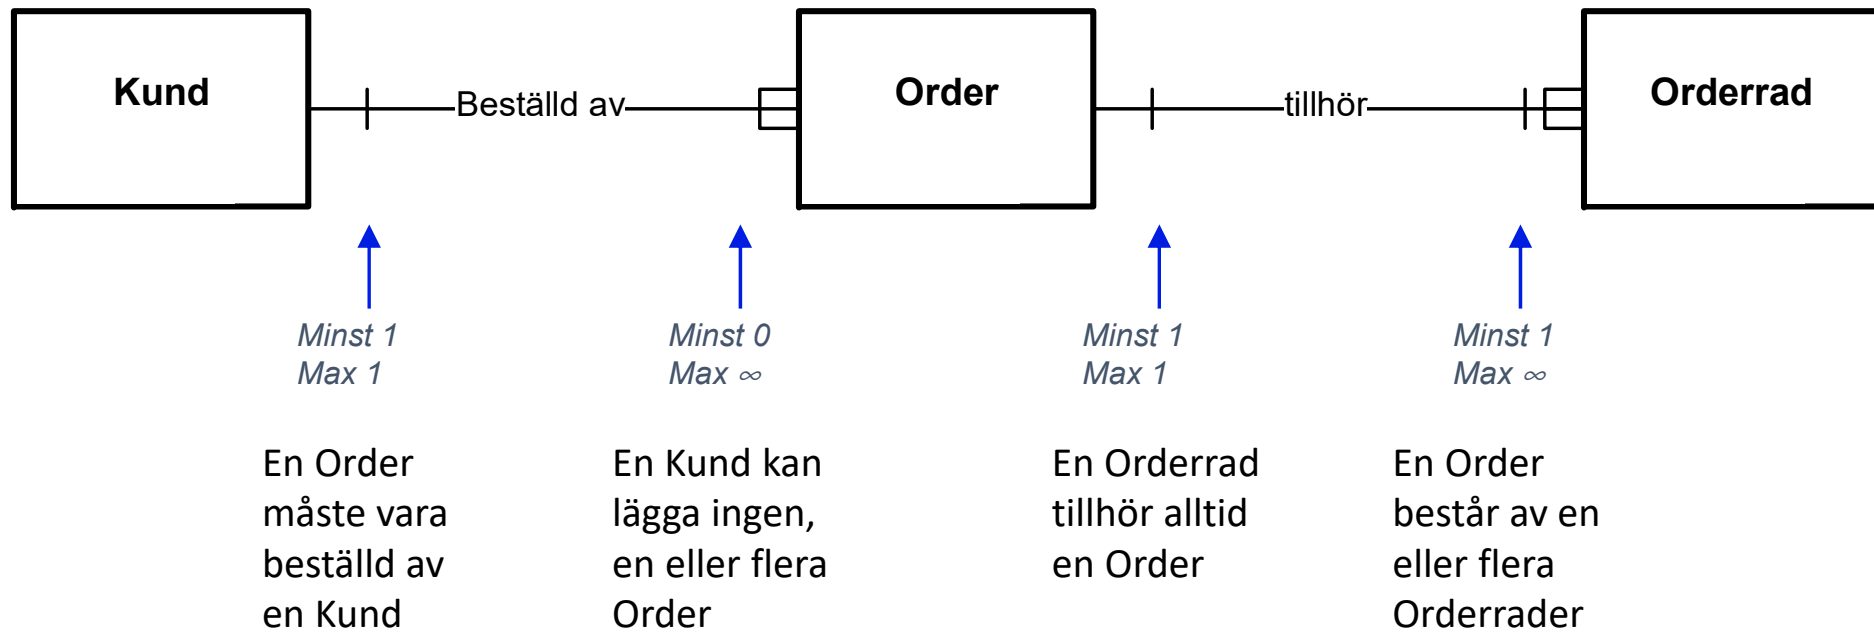 Kund
Beställd av
Order
tillhör
Orderrad
Minst 1
Max 1
Minst 0
Max ∞
Minst 1
Max 1
Minst 1
Max ∞
En Order
måste vara
beställd av
en Kund
En Kund kan
lägga ingen,
en eller flera
Order
En Orderrad
tillhör alltid
en Order
En Order
består av en
eller flera
Orderrader